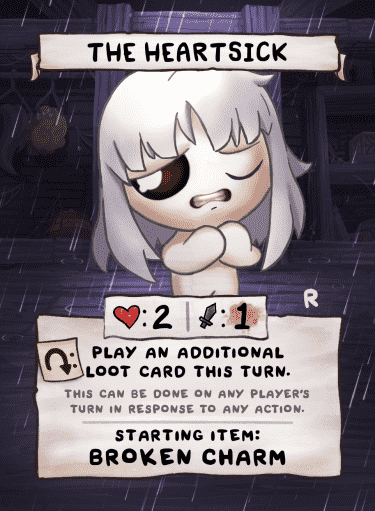 THE HEARTSICK
R
:2 :1
: PLAY AN ADDITIONAL
LOOT CARD THIS TURN.
THIS CAN BE DONE ON ANY PLAYER'S
TURN IN RESPONSE TO ANY ACTION.
STARTING ITEM:
BROKEN CHARM